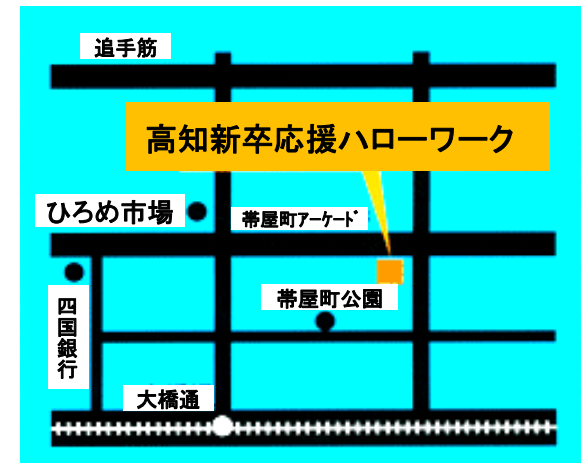 追手筋
高知新卒応援ハローワーク
ひろめ市場
帯屋町アーケード
帯屋町公園
四国銀行
大橋通